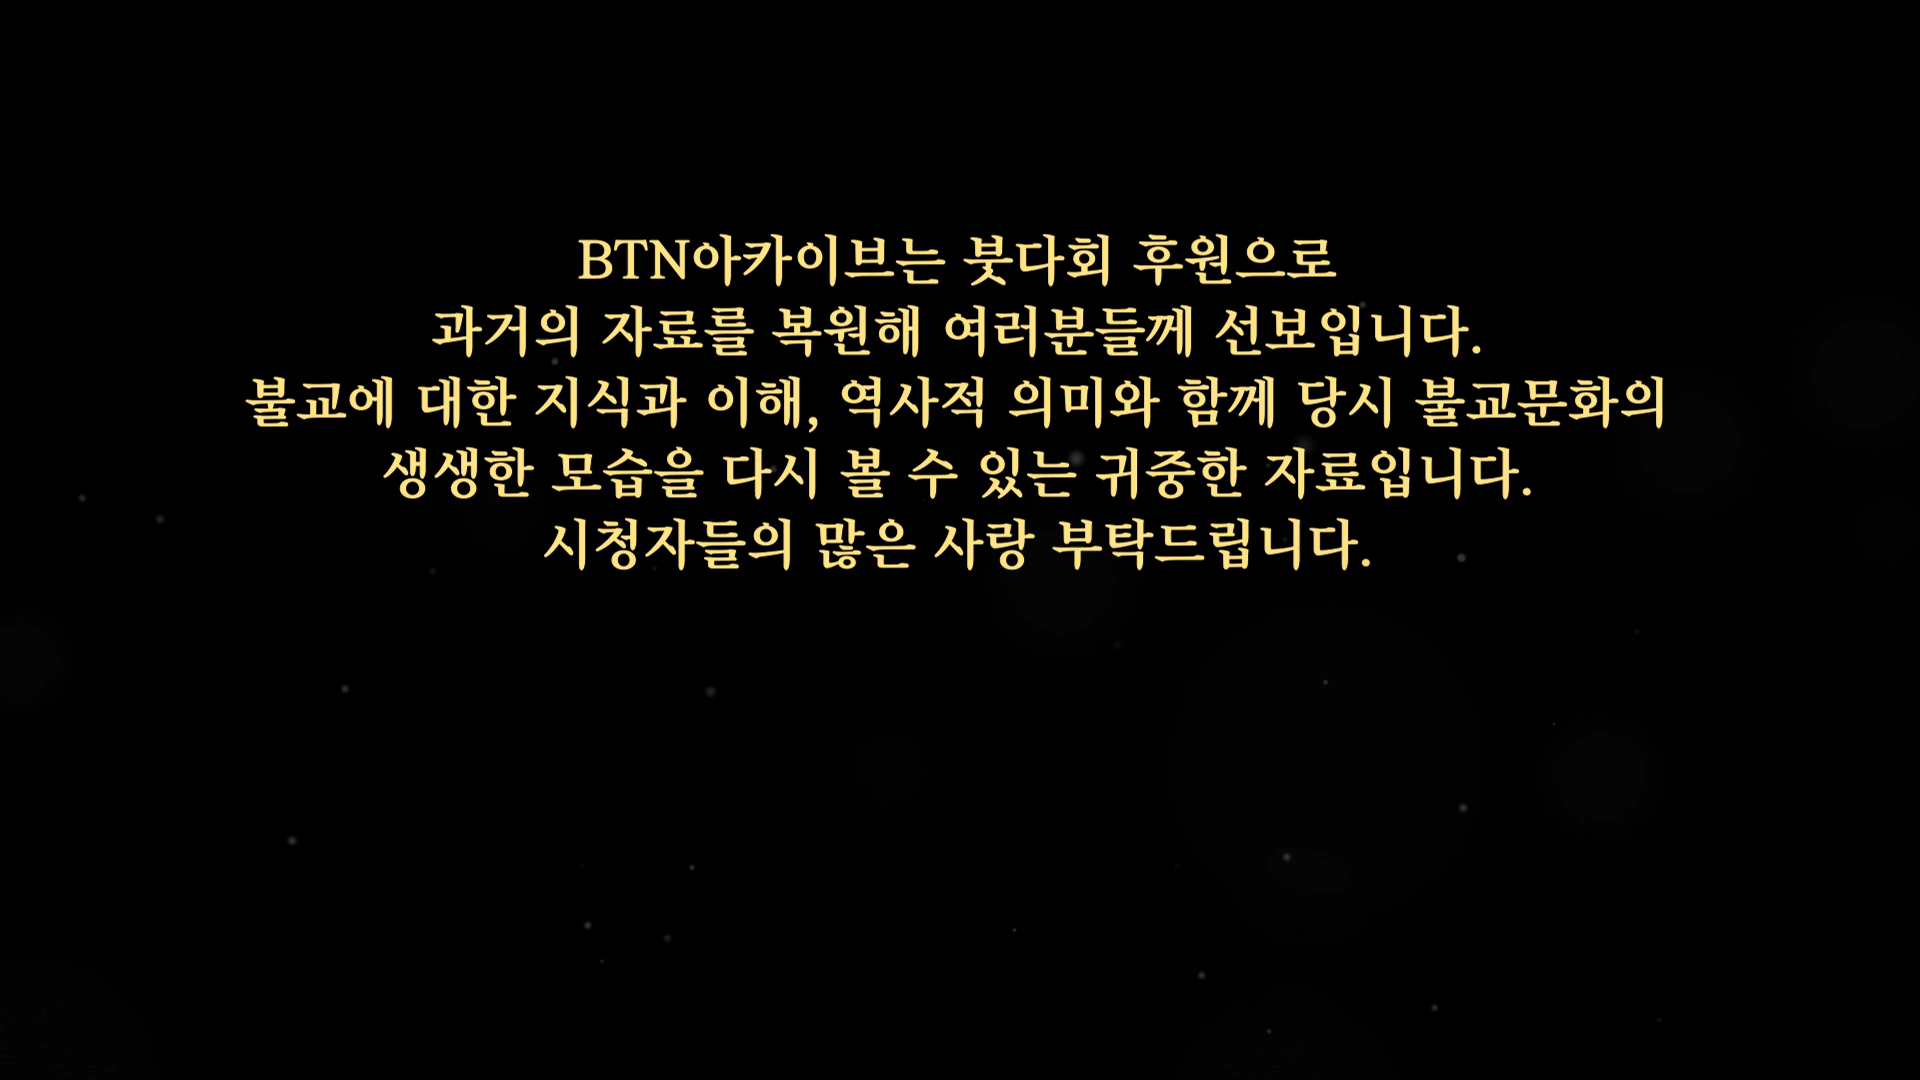 BTN아카이브는 붓다회 후원으로
과거의 자료를 복원해 여러분들께 선보입니다.
불교에 대한 지식과 이해, 역사적 의미와 함께 당시 불교문화의
생생한 모습을 다시 볼 수 있는 귀중한 자료입니다.
시청자들의 많은 사랑 부탁드립니다.